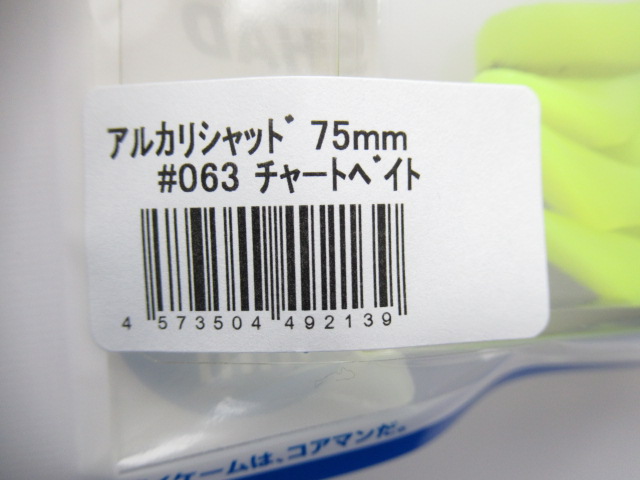 HAD
ｱﾙｶﾘｼｬｯﾄﾞ 75mm
#063 ﾁｬｰﾄﾍﾞｲﾄ
4 573504 492139
ゲームは、コアマンだ。